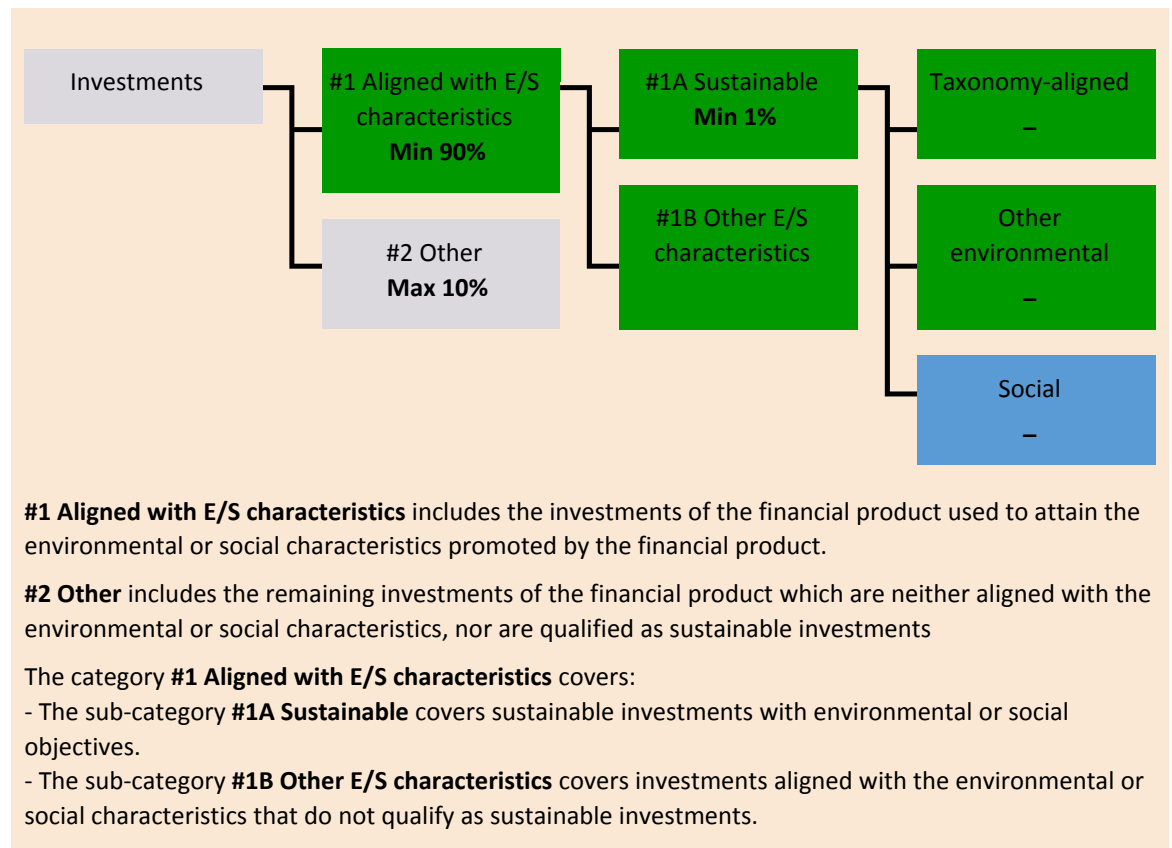 Investments
#1 Aligned with E/S
characteristics
Min 90%
#2 Other
Max 10%
#1A Sustainable
Min 1%
#1B Other E/S
characteristics
Taxonomy-aligned
–
Other
environmental
–
Social
–
#1 Aligned with E/S characteristics includes the investments of the financial product used to attain the
environmental or social characteristics promoted by the financial product.
#2 Other includes the remaining investments of the financial product which are neither aligned with the
environmental or social characteristics, nor are qualified as sustainable investments
The category #1 Aligned with E/S characteristics covers:
- The sub-category #1A Sustainable covers sustainable investments with environmental or social
objectives.
- The sub-category #1B Other E/S characteristics covers investments aligned with the environmental or
social characteristics that do not qualify as sustainable investments.